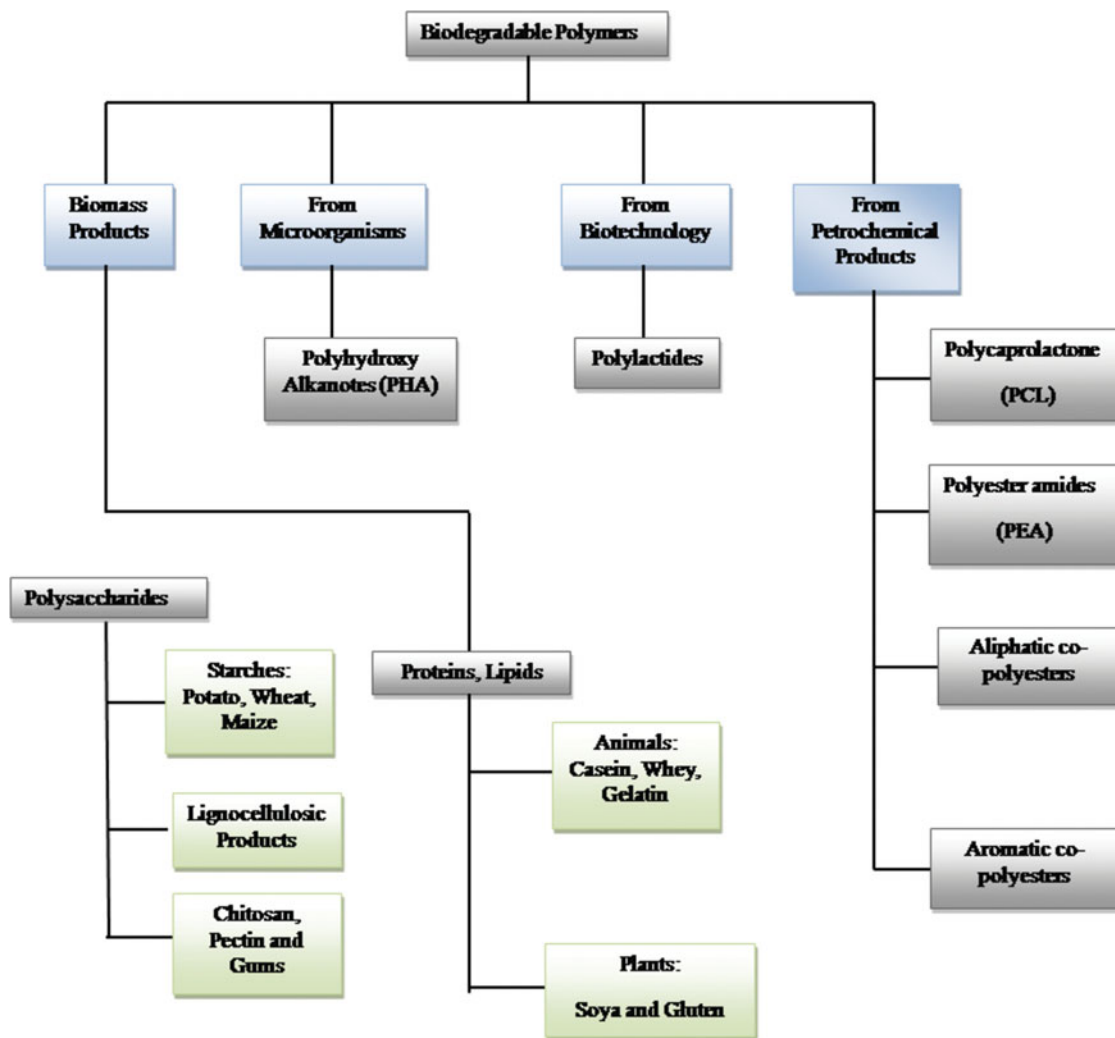 Biodegradable Polymers
Biomass
Products
From
Microorganisms
From
Biotechnology
From
Petrochemical
Products
Polyhydroxy
Alkanotes (PHA)
Polylactides
Polycaprolactone
(PCL)
Polyester amides
(PEA)
Aliphatic co-
polyesters
Aromatic co-
polyesters
Polysaccharides
Starches:
Potato, Wheat,
Maize
Lignocellulosic
Products
Chitosan,
Pectin and
Gums
Proteins, Lipids
Animals:
Casein, Whey,
Gelatin
Plants:
Soya and Gluten